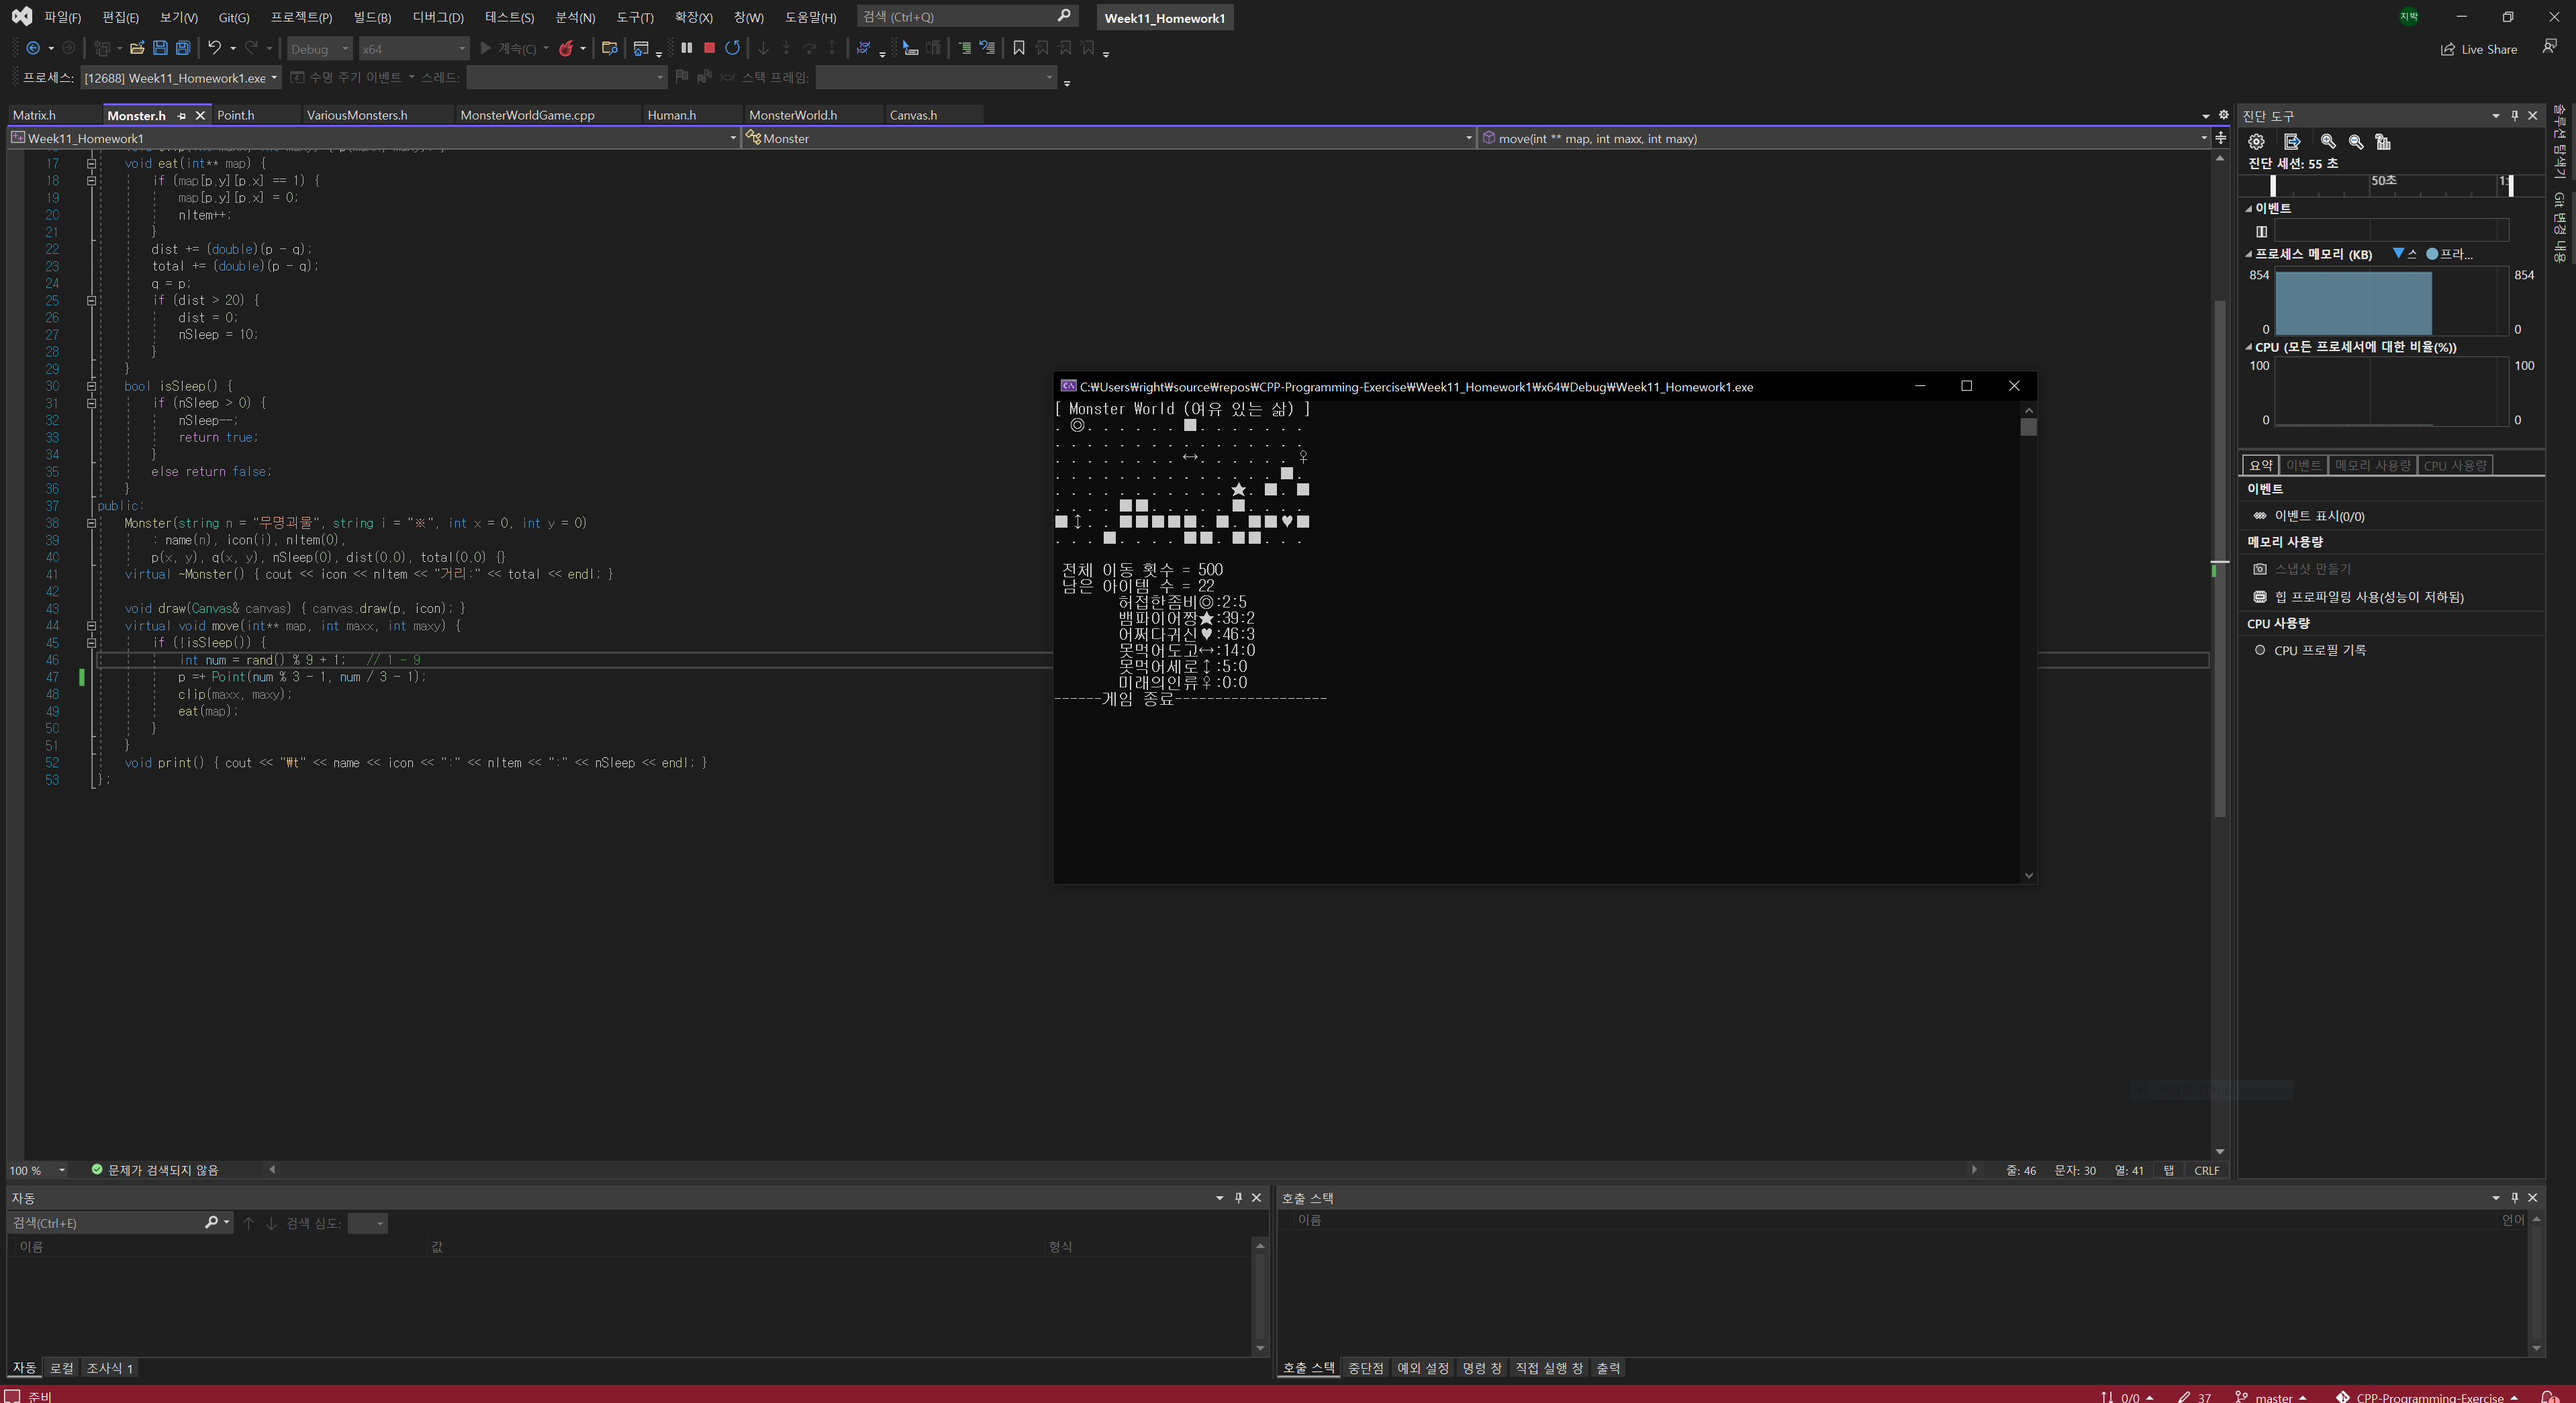 파일(F) 편집(E) 보기(V) Git(G) 프로젝트(P) 빌드(B) 디버그(D) 테스트(S) 분석(N) 도구(T) 확장(X) 창(W) 도움말(H) 검색 (Ctrl+Q) Week11_Homework1 지박
Debug x64 계속(C) Live Share
프로세스: [12688] Week11_Homework1.exe 수명 주기 이벤트 스레드: 스택 프레임:
Matrix.h Monster.h Point.h VariousMonsters.h MonsterWorldGame.cpp Human.h MonsterWorld.h Canvas.h
Week11_Homework1 Monster move(int ** map, int maxx, int maxy)
17 void eat(int** map) {
18 if (map[p.y][p.x] == 1) {
19 map[p.y][p.x] = 0;
20 nItem++;
21 }
22 dist += (double)(p - q);
23 total += (double)(p - q);
24 q = p;
25 if (dist > 20) {
26 dist = 0;
27 nSleep = 10;
28 }
29 }
30 bool isSleep() {
31 if (nSleep > 0) {
32 nSleep--;
33 return true;
34 }
35 else return false;
36 }
37 public:
38 Monster(string n = "무명괴물", string i = "※", int x = 0, int y = 0)
39 : name(n), icon(i), nItem(0),
40 p(x, y), q(x, y), nSleep(0), dist(0.0), total(0.0) {}
41 virtual ~Monster() { cout << icon << nItem << "거리:" << total << endl; }
42
43 void draw(Canvas& canvas) { canvas.draw(p, icon); }
44 virtual void move(int** map, int maxx, int maxy) {
45 if (!isSleep()) {
46 int num = rand() % 9 + 1; // 1 ~ 9
47 p =+ Point(num % 3 - 1, num / 3 - 1);
48 clip(maxx, maxy);
49 eat(map);
50 }
51 }
52 void print() { cout << "₩t" << name << icon << ":" << nItem << ":" << nSleep << endl; }
53 };
C:₩Users₩right₩source₩repos₩CPP-Programming-Exercise₩Week11_Homework1₩x64₩Debug₩Week11_Homework1.exe
[ Monster World (여유 있는 삶) ]
. ◎. . . . . . ■. . . . . . .
. . . . . . . . . . . . . . . .
. . . . . . . . ↔. . . . . . ♀
. . . . . . . . . . . . . . ■.
. . . . . . . . . . . ★. ■. ■
. . . . ■■. . . . . ■. . . .
■↕. . ■■■■■. ■. ■■♥■
. . . ■. . . . ■■. ■■. . .
전체 이동 횟수 = 500
남은 아이템 수 = 22
허접한좀비◎:2:5
뱀파이어짱★:39:2
어쩌다귀신♥:46:3
못먹어도고↔:14:0
못먹어세로↕:5:0
미래의인류♀:0:0
------게임 종료-------------------
진단 도구
진단 세션: 55 초
50초
이벤트
프로세스 메모리 (KB) 스 프라...
854 854
0 0
CPU (모든 프로세서에 대한 비율(%))
100 100
0 0
요약 이벤트 메모리 사용량 CPU 사용량
이벤트
이벤트 표시(0/0)
메모리 사용량
스냅샷 만들기
힙 프로파일링 사용(성능이 저하됨)
CPU 사용량
CPU 프로필 기록
솔루션 탐색기
Git 변경 내용
100 % 문제가 검색되지 않음 줄: 46 문자: 30 열: 41 탭 CRLF
자동
검색(Ctrl+E) 검색 심도:
이름 값 형식
자동 로컬 조사식 1
호출 스택
이름 언어
호출 스택 중단점 예외 설정 명령 창 직접 실행 창 출력
준비 0/0 37 master CPP-Programming-Exercise